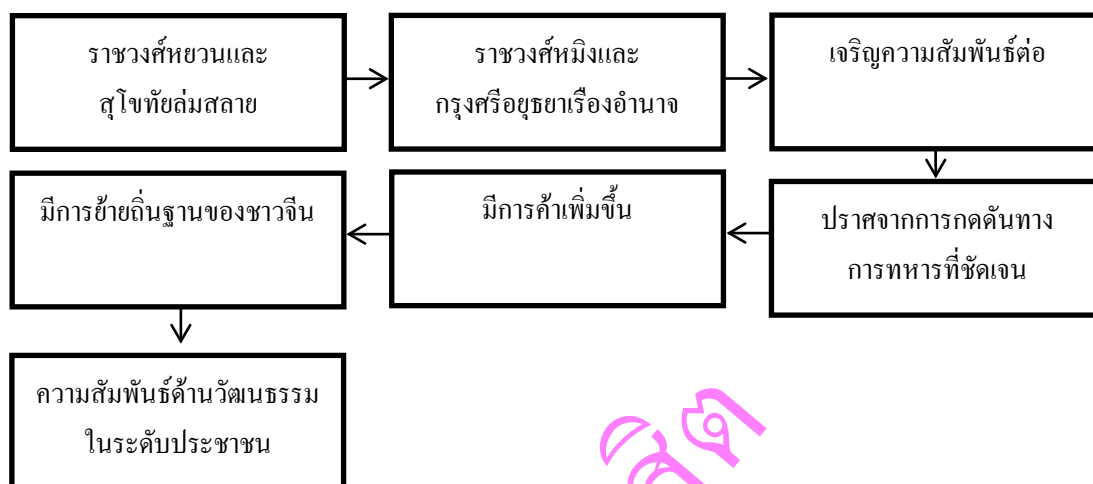 ราชวงศ์หยวนและ
สุโขทัยล่มสลาย
ราชวงศ์หมิงและ
กรุงศรีอยุธยาเรืองอำนาจ
เจริญความสัมพันธ์ต่อ
ปราศจากการกดดันทาง
การทหารที่ชัดเจน
มีการค้าเพิ่มขึ้น
มีการย้ายถิ่นฐานของชาวจีน
ความสัมพันธ์ด้านวัฒนธรรม
ในระดับประชาชน